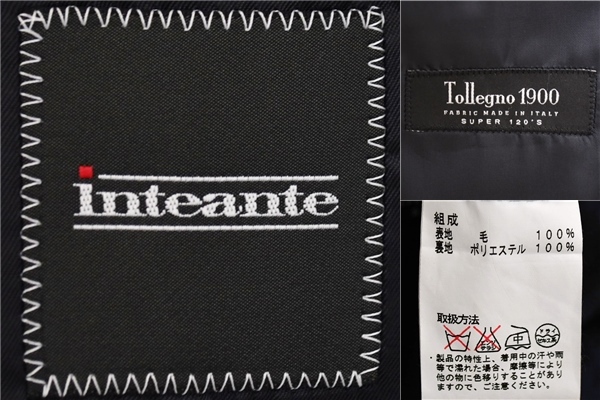 inteante
Tollegno 1900
FABRIC MADE IN ITALY
SUPER 120'S
組成
表地 毛 100%
裏地 ポリエステル 100%
取扱方法
・製品の特性上、着用中の汗や雨
等で濡れた場合、摩擦等により
他の物に色移りすることがあり
ますので、ご注意ください。